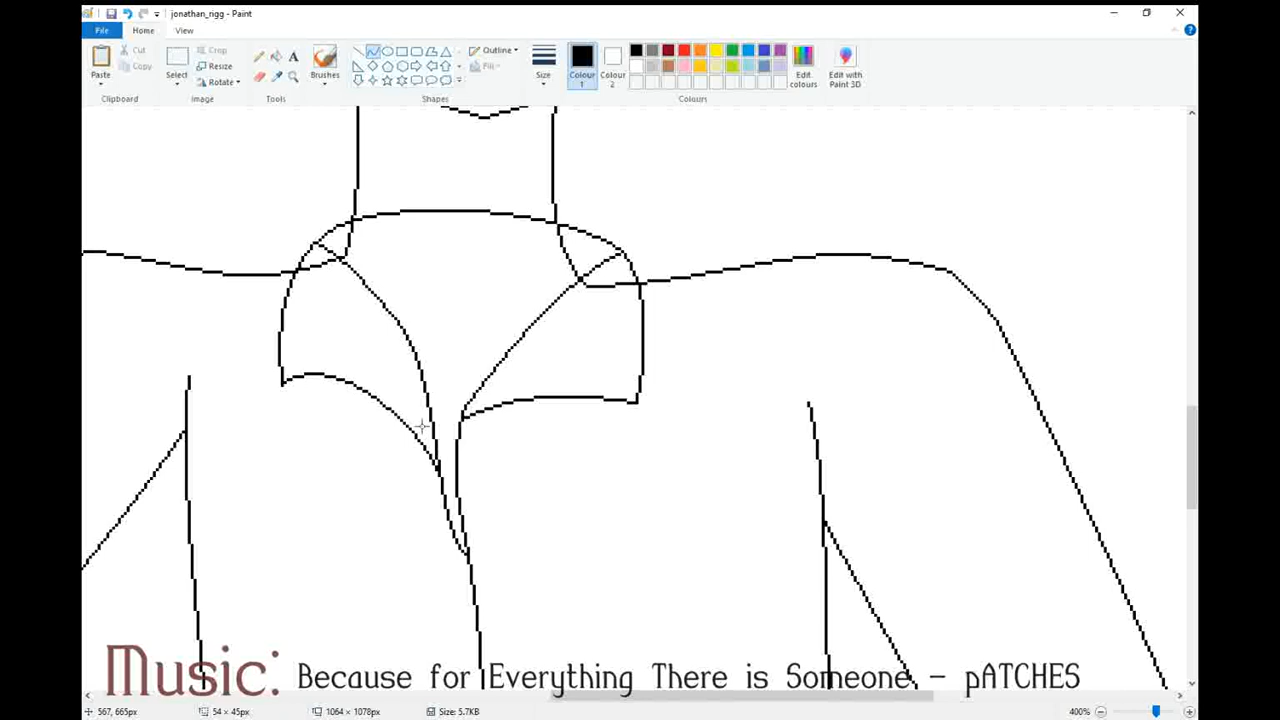 jonathan_rigg - Paint
File Home View
Paste
Cut
Copy
Clipboard
Select
Crop
Resize
Rotate
Image
A
Tools
Brushes
Outline
Fill
Shapes
Size
Colour 1
Colour 2
Edit colours
Edit with Paint 3D
Colours
Music: Because for Everything There is Someone - pATCHES
567, 665px 54 × 45px 1064 × 1078px Size: 5.7KB 400%